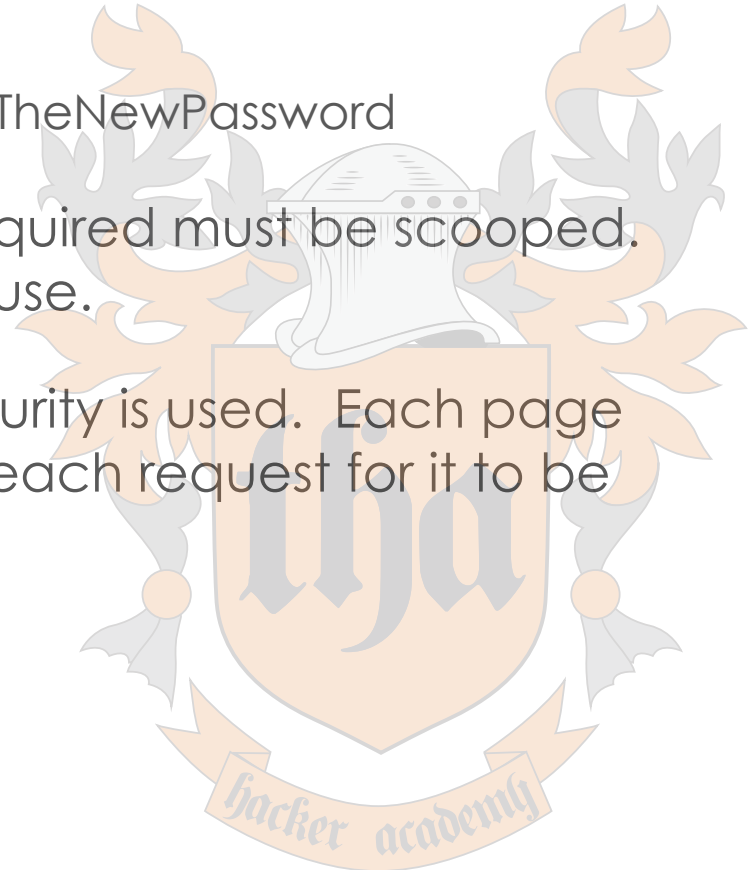 TheNewPassword
quired must be scooped.
use.
urity is used. Each page
each request for it to be
tha
hacker academy